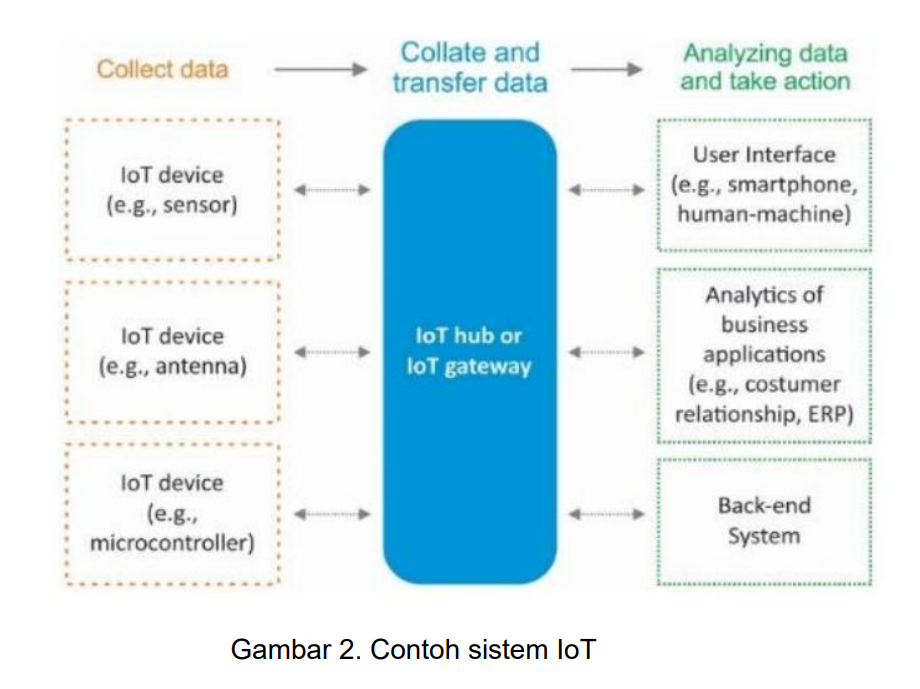 Collect data
Collate and
transfer data
Analyzing data
and take action
IoT device
(e.g., sensor)
IoT device
(e.g., antenna)
IoT device
(e.g.,
microcontroller)
IoT hub or
IoT gateway
User Interface
(e.g., smartphone,
human-machine)
Analytics of
business
applications
(e.g., costumer
relationship, ERP)
Back-end
System
Gambar 2. Contoh sistem IoT